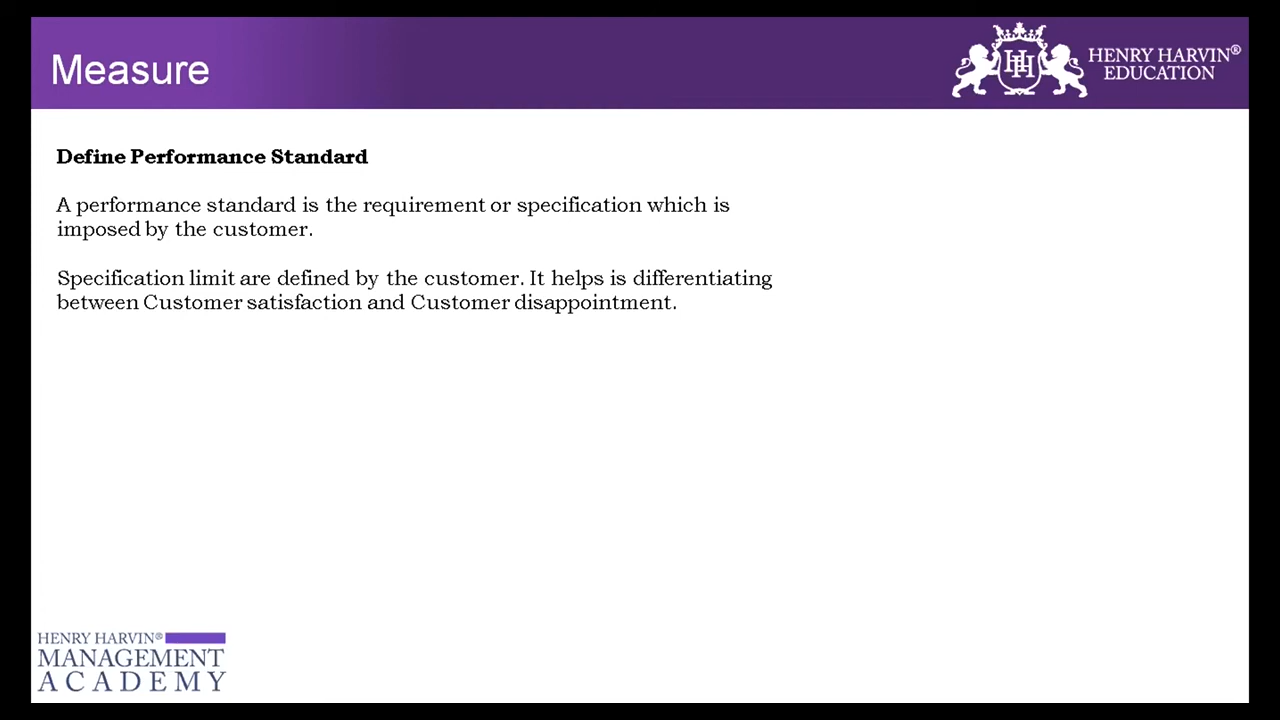 Measure
HENRY HARVIN®
EDUCATION
Define Performance Standard
A performance standard is the requirement or specification which is
imposed by the customer.
Specification limit are defined by the customer. It helps is differentiating
between Customer satisfaction and Customer disappointment.
HENRY HARVIN®
MANAGEMENT
ACADEMY